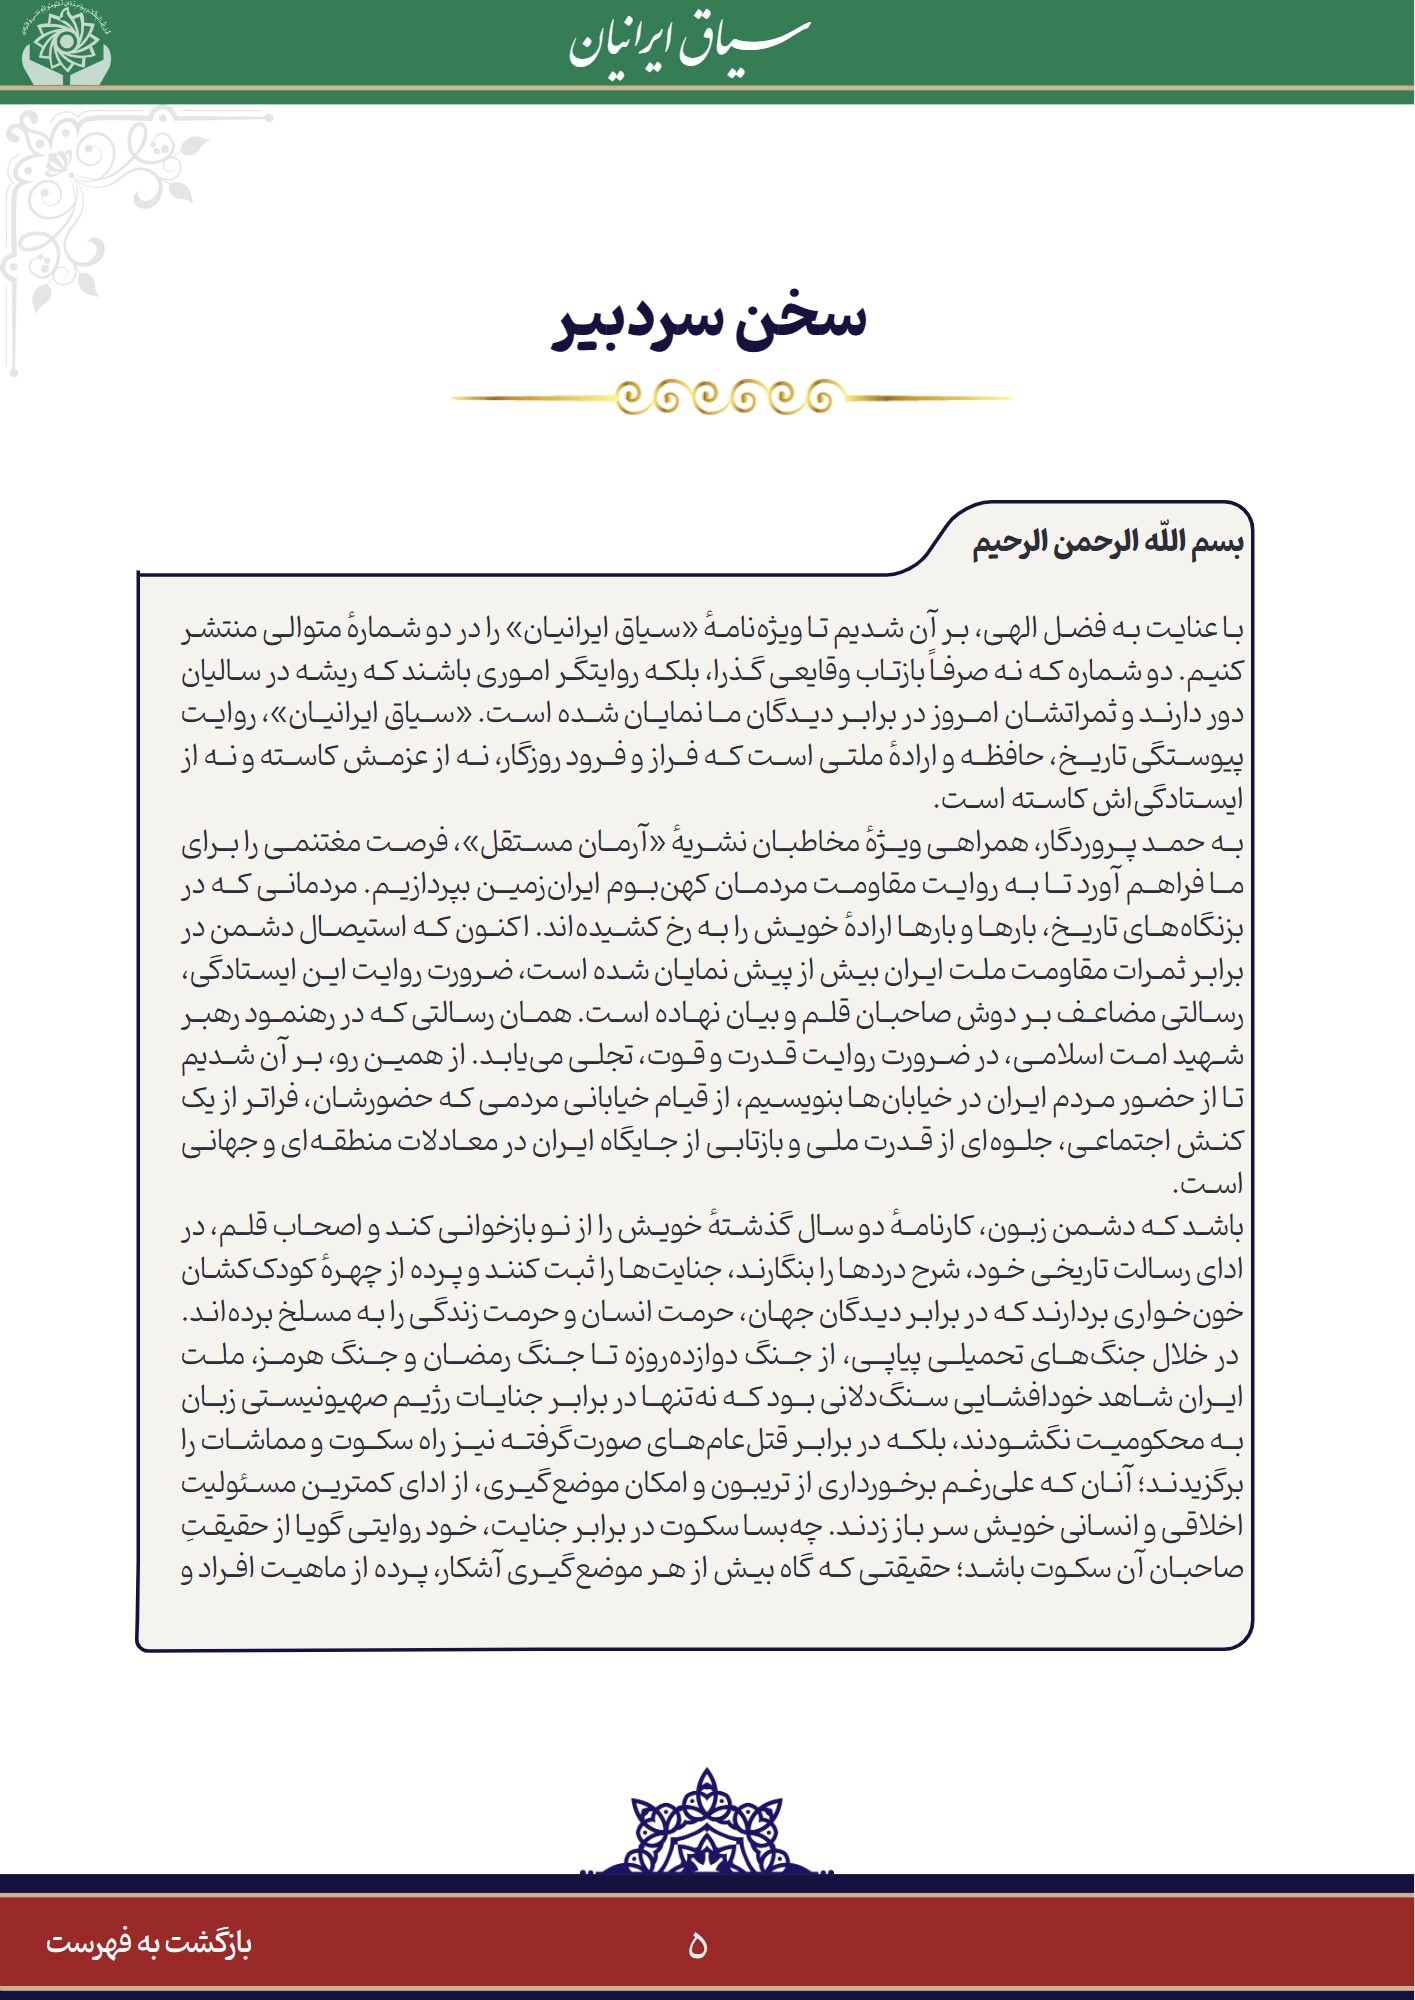 سیاق ایرانیان
سخن سردبیر
بسم اللّه الرحمن الرحیم
با عنایت به فضل الهی، بر آن شدیم تا ویژه‌نامهٔ «سیاق ایرانیان» را در دو شمارهٔ متوالی منتشر
کنیم. دو شماره که نه صرفاً بازتاب وقایعی گذرا، بلکه روایتگر اموری باشند که ریشه در سالیان
دور دارند و ثمراتشان امروز در برابر دیدگان ما نمایان شده است. «سیاق ایرانیان»، روایت
پیوستگی تاریخ، حافظه و ارادهٔ ملتی است که فراز و فرود روزگار، نه از عزمش کاسته و نه از
ایستادگی‌اش کاسته است.
به حمد پروردگار، همراهی ویژهٔ مخاطبان نشریهٔ «آرمان مستقل»، فرصت مغتنمی را برای
ما فراهم آورد تا به روایت مقاومت مردمان کهن‌بوم ایران‌زمین بپردازیم. مردمانی که در
بزنگاه‌های تاریخ، بارها و بارها ارادهٔ خویش را به رخ کشیده‌اند. اکنون که استیصال دشمن در
برابر ثمرات مقاومت ملت ایران بیش از پیش نمایان شده است، ضرورت روایت این ایستادگی،
رسالتی مضاعف بر دوش صاحبان قلم و بیان نهاده است. همان رسالتی که در رهنمود رهبر
شهید امت اسلامی، در ضرورت روایت قدرت و قوت، تجلی می‌یابد. از همین رو، بر آن شدیم
تا از حضور مردم ایران در خیابان‌ها بنویسیم، از قیام خیابانی مردمی که حضورشان، فراتر از یک
کنش اجتماعی، جلوه‌ای از قدرت ملی و بازتابی از جایگاه ایران در معادلات منطقه‌ای و جهانی
است.
باشد که دشمن زبون، کارنامهٔ دو سال گذشتهٔ خویش را از نو بازخوانی کند و اصحاب قلم، در
ادای رسالت تاریخی خود، شرح دردها را بنگارند، جنایت‌ها را ثبت کنند و پرده از چهرهٔ کودک‌کشان
خون‌خواری بردارند که در برابر دیدگان جهان، حرمت انسان و حرمت زندگی را به مسلخ برده‌اند.
در خلال جنگ‌های تحمیلی پیاپی، از جنگ دوازده‌روزه تا جنگ رمضان و جنگ هرمز، ملت
ایران شاهد خودافشایی سنگ‌دلانی بود که نه‌تنها در برابر جنایات رژیم صهیونیستی زبان
به محکومیت نگشودند، بلکه در برابر قتل‌عام‌های صورت‌گرفته نیز راه سکوت و مماشات را
برگزیدند؛ آنان که علی‌رغم برخورداری از تریبون و امکان موضع‌گیری، از ادای کمترین مسئولیت
اخلاقی و انسانی خویش سر باز زدند. چه‌بسا سکوت در برابر جنایت، خود روایتی گویا از حقیقتِ
صاحبان آن سکوت باشد؛ حقیقتی که گاه بیش از هر موضع‌گیری آشکار، پرده از ماهیت افراد و
۵
بازگشت به فهرست